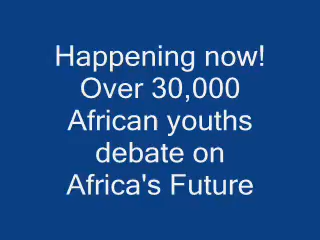 Happening now!
Over 30,000
African youths
debate on
Africa's Future